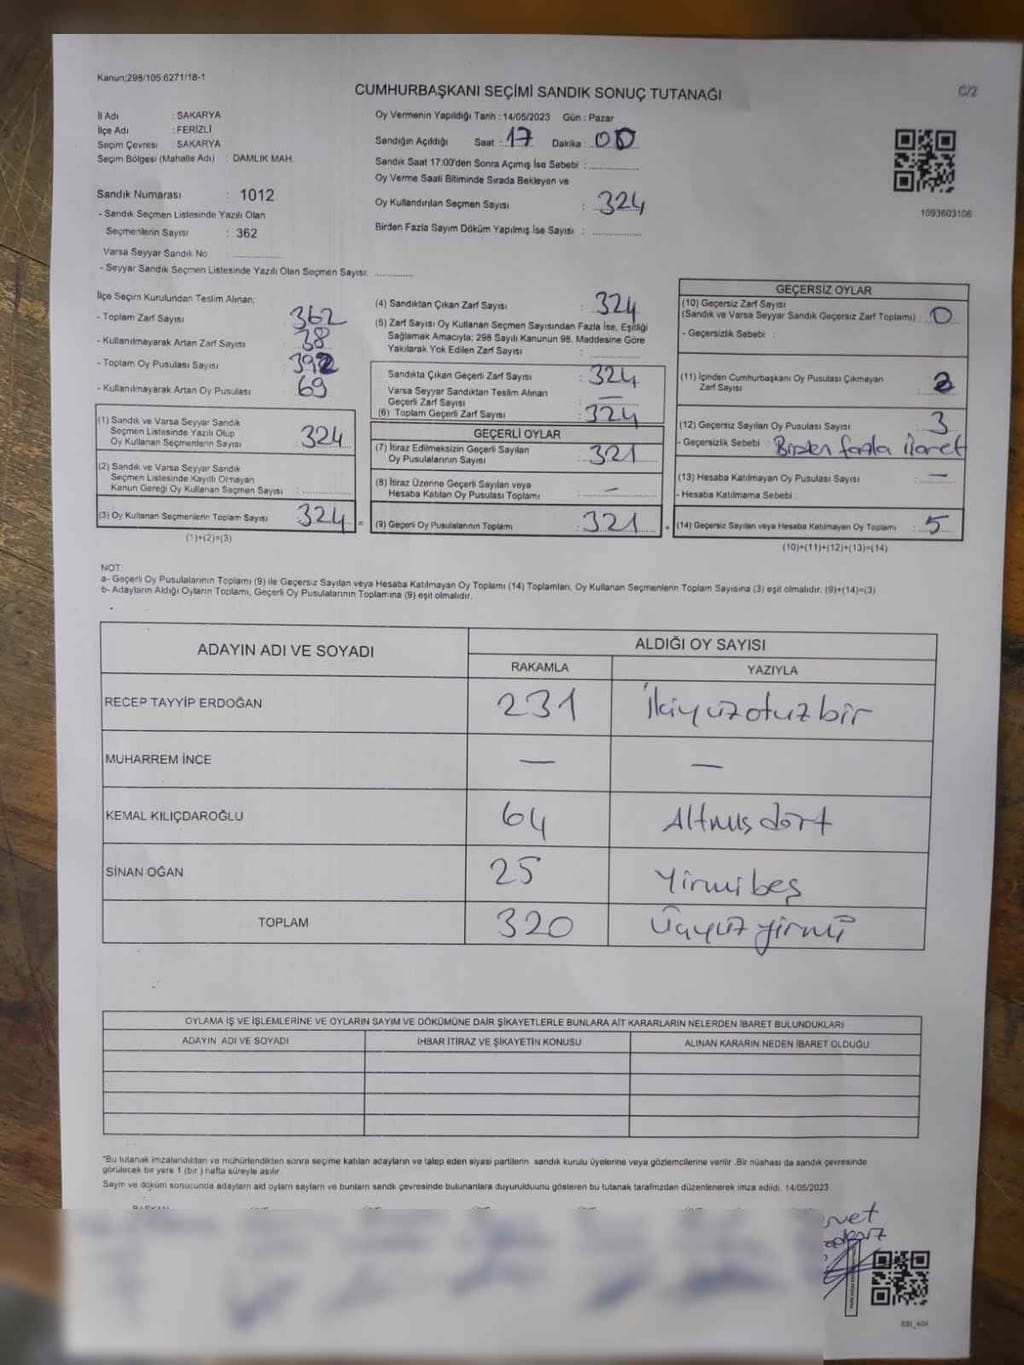 Kanun;298/105:6271/18-1
CUMHURBAŞKANI SEÇİMİ SANDIK SONUÇ TUTANAĞI
C/2
İl Adı : SAKARYA
İlçe Adı : FERİZLİ
Seçim Çevresi : SAKARYA
Seçim Bölgesi (Mahalle Adı) : DAMLIK MAH.
Oy Vermenin Yapıldığı Tarih : 14/05/2023 Gün : Pazar
Sandığın Açıldığı Saat : 17 Dakika : 00
Sandık Saat 17:00'den Sonra Açımış İse Sebebi :
Oy Verme Saati Bitiminde Sırada Bekleyen ve
Oy Kullandırılan Seçmen Sayısı : 324
Birden Fazla Sayım Döküm Yapılmış İse Sayısı :
1093603106
Sandık Numarası : 1012
- Sandık Seçmen Listesinde Yazılı Olan
Seçmenlerin Sayısı : 362
Varsa Seyyar Sandık No
- Seyyar Sandık Seçmen Listesinde Yazılı Olan Seçmen Sayısı:
İlçe Seçim Kurulundan Teslim Alınan;
- Toplam Zarf Sayısı 362
- Kullanılmayarak Artan Zarf Sayısı 38
- Toplam Oy Pusulası Sayısı 392
- Kullanılmayarak Artan Oy Pusulası 69
(1) Sandık ve Varsa Seyyar Sandık
Seçmen Listesinde Yazılı Olup
Oy Kullanan Seçmenlerin Sayısı 324
(2) Sandık ve Varsa Seyyar Sandık
Seçmen Listesinde Kayıtlı Olmayan
Kanun Gereği Oy Kullanan Seçmen Sayısı
(3) Oy Kullanan Seçmenlerin Toplam Sayısı 324
(1)+(2)=(3)
(4) Sandıktan Çıkan Zarf Sayısı : 324
(5) Zarf Sayısı Oy Kullanan Seçmen Sayısından Fazla İse, Eşitliği
Sağlamak Amacıyla; 298 Sayılı Kanunun 98. Maddesine Göre
Yakılarak Yok Edilen Zarf Sayısı :
Sandıkta Çıkan Geçerli Zarf Sayısı : 324
Varsa Seyyar Sandıktan Teslim Alınan
Geçerli Zarf Sayısı —
(6) Toplam Geçerli Zarf Sayısı : 324
GEÇERLİ OYLAR
(7) İtiraz Edilmeksizin Geçerli Sayılan
Oy Pusulalarının Sayısı : 321
(8) İtiraz Üzerine Geçerli Sayılan veya
Hesaba Katılan Oy Pusulası Toplamı : —
(9) Geçerli Oy Pusulalarının Toplamı : 321
GEÇERSİZ OYLAR
(10) Geçersiz Zarf Sayısı
(Sandık ve Varsa Seyyar Sandık Geçersiz Zarf Toplamı) : 0
- Geçersizlik Sebebi :
(11) İçinden Cumhurbaşkanı Oy Pusulası Çıkmayan
Zarf Sayısı : 2
(12) Geçersiz Sayılan Oy Pusulası Sayısı : 3
- Geçersizlik Sebebi : Birden fazla işaret
(13) Hesaba Katılmayan Oy Pusulası Sayısı : —
- Hesaba Katılmama Sebebi
(14) Geçersiz Sayılan veya Hesaba Katılmayan Oy Toplamı : 5
(10)+(11)+(12)+(13)=(14)
NOT:
a- Geçerli Oy Pusulalarının Toplamı (9) ile Geçersiz Sayılan veya Hesaba Katılmayan Oy Toplamı (14) Toplamları, Oy Kullanan Seçmenlerin Toplam Sayısına (3) eşit olmalıdır. (9)+(14)=(3)
b- Adayların Aldığı Oyların Toplamı, Geçerli Oy Pusulalarının Toplamına (9) eşit olmalıdır.
ADAYIN ADI VE SOYADI ALDIĞI OY SAYISI
RAKAMLA YAZIYLA
RECEP TAYYİP ERDOĞAN 231 İkiyüzotuzbir
MUHARREM İNCE — —
KEMAL KILIÇDAROĞLU 64 Altmış dört
SİNAN OĞAN 25 Yirmibeş
TOPLAM 320 Üçyüzyirmi
OYLAMA İŞ VE İŞLEMLERİNE VE OYLARIN SAYIM VE DÖKÜMÜNE DAİR ŞİKAYETLERLE BUNLARA AİT KARARLARIN NELERDEN İBARET BULUNDUKLARI
ADAYIN ADI VE SOYADI İHBAR İTİRAZ VE ŞİKAYETİN KONUSU ALINAN KARARIN NEDEN İBARET OLDUĞU
"Bu tutanak imzalandıktan ve mühürlendikten sonra seçime katılan adayların ve talep eden siyasi partilerin sandık kurulu üyelerine veya gözlemcilerine verilir .Bir nüshası da sandık çevresinde
görülecek bir yere 1 (bir ) hafta süreyle asılır.
Sayım ve döküm sonucunda adayların ald oyların sayıları ve bunların sandk çevresinde bulunanlara duyurulduunu gösteren bu tutanak tarafımzdan düzenlenerek imza edildi. 14/05/2023
BAŞKAN